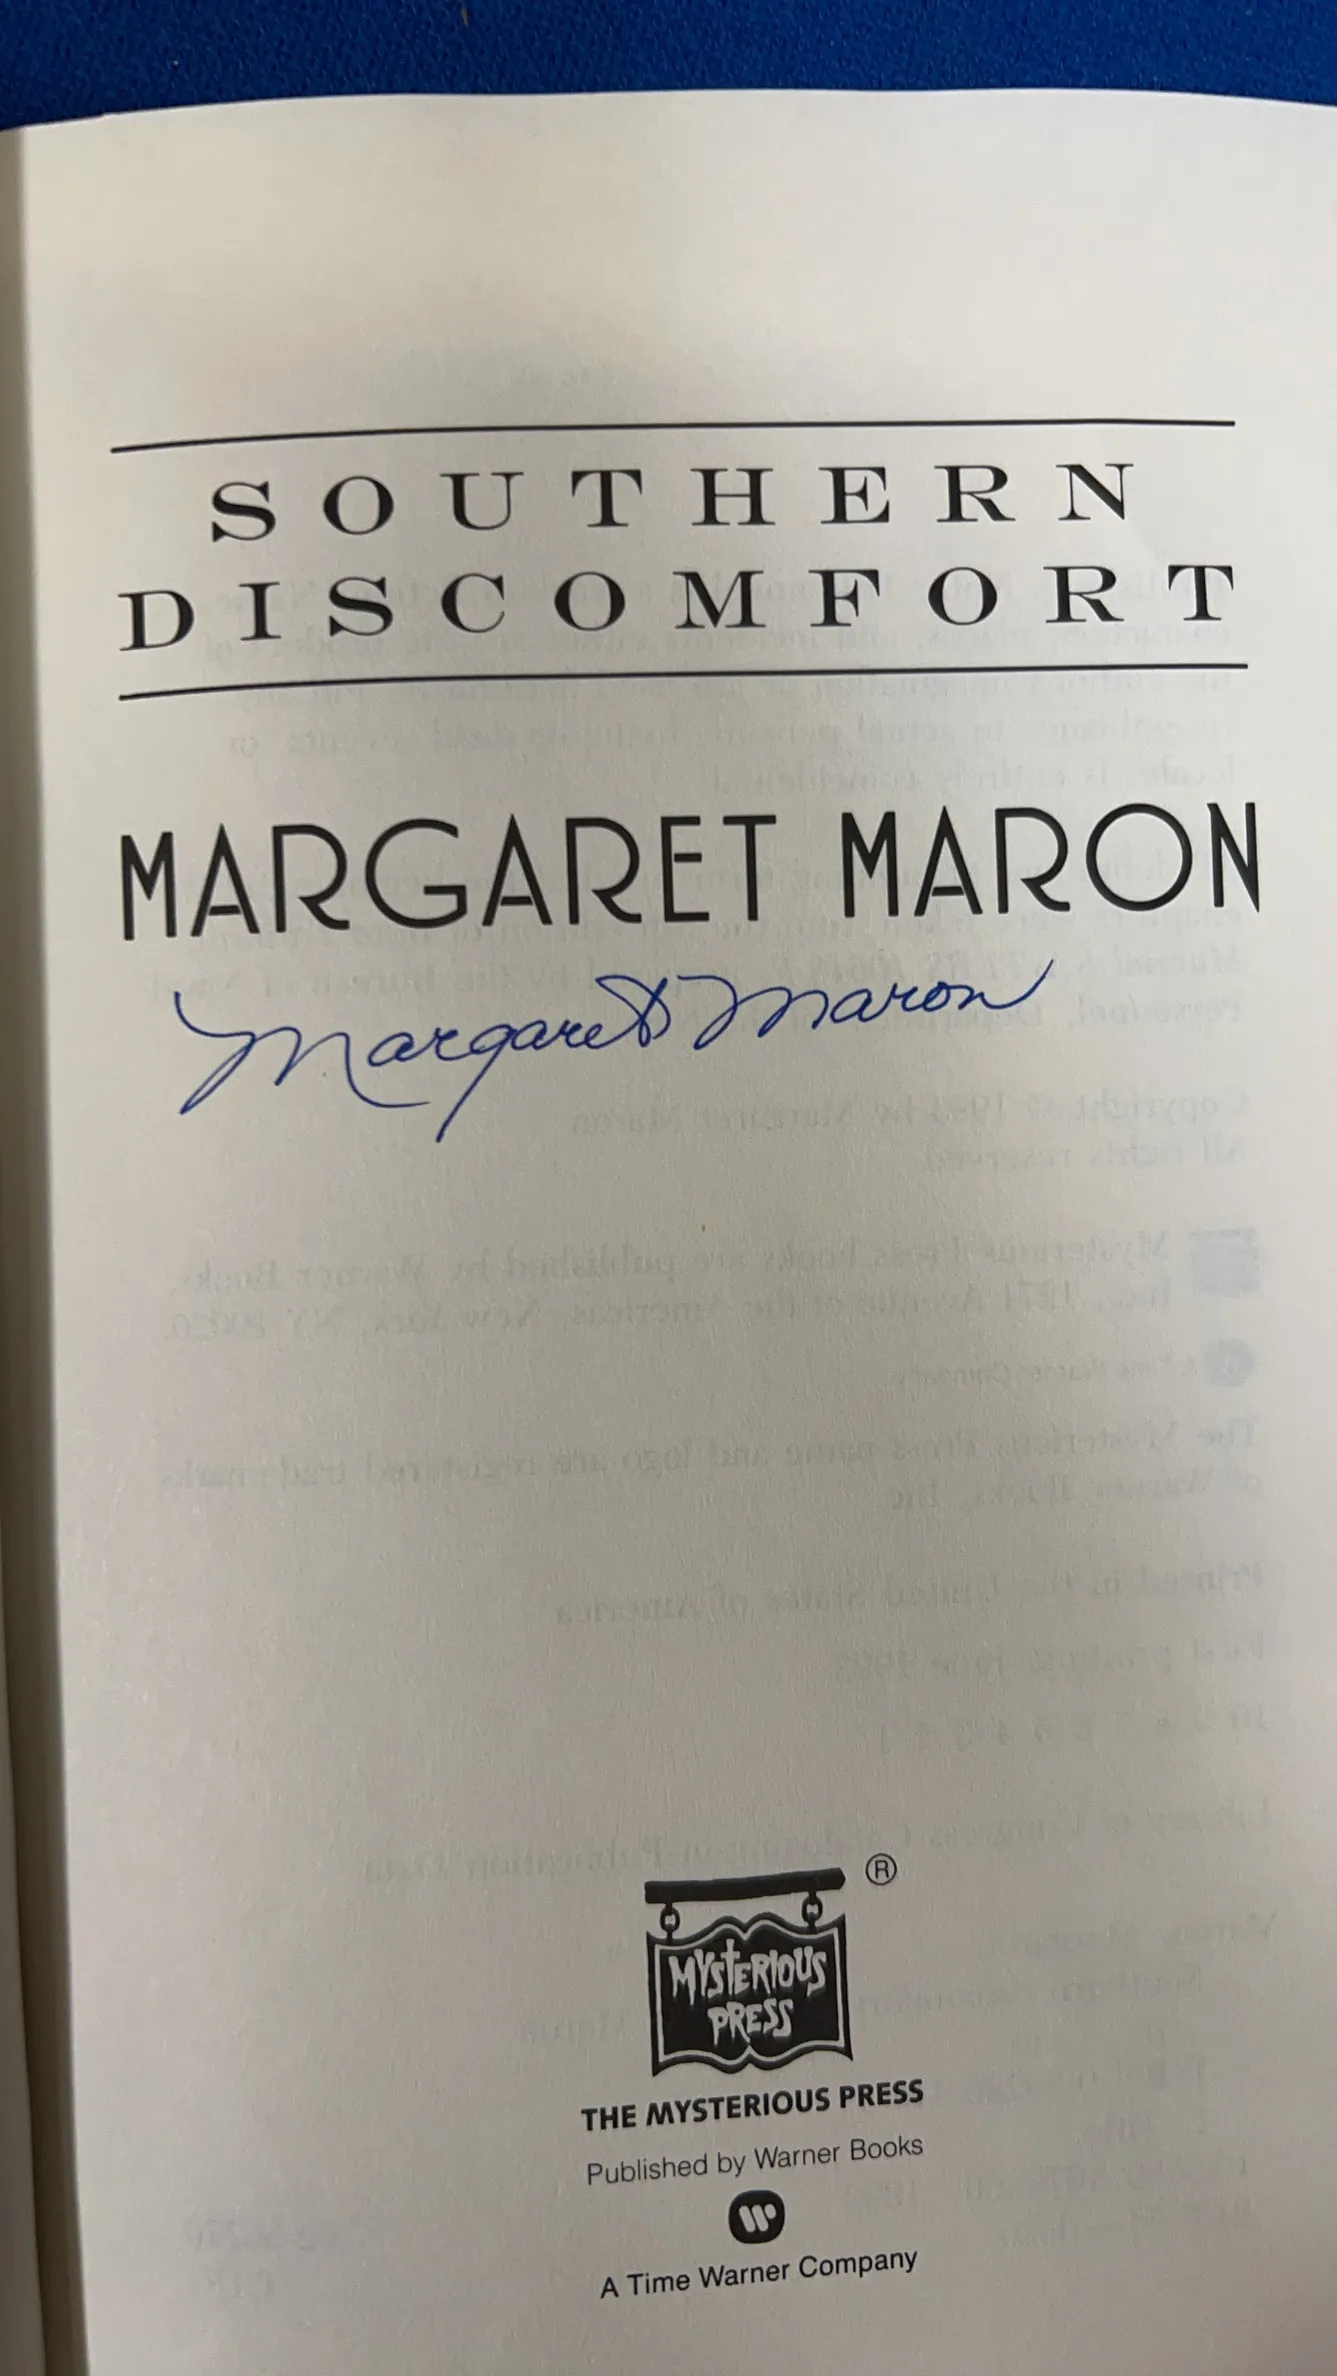 SOUTHERN
DISCOMFORT
MARGARET MARON
Margaret Maron
®
MYSTERIOUS
PRESS
THE MYSTERIOUS PRESS
Published by Warner Books
A Time Warner Company